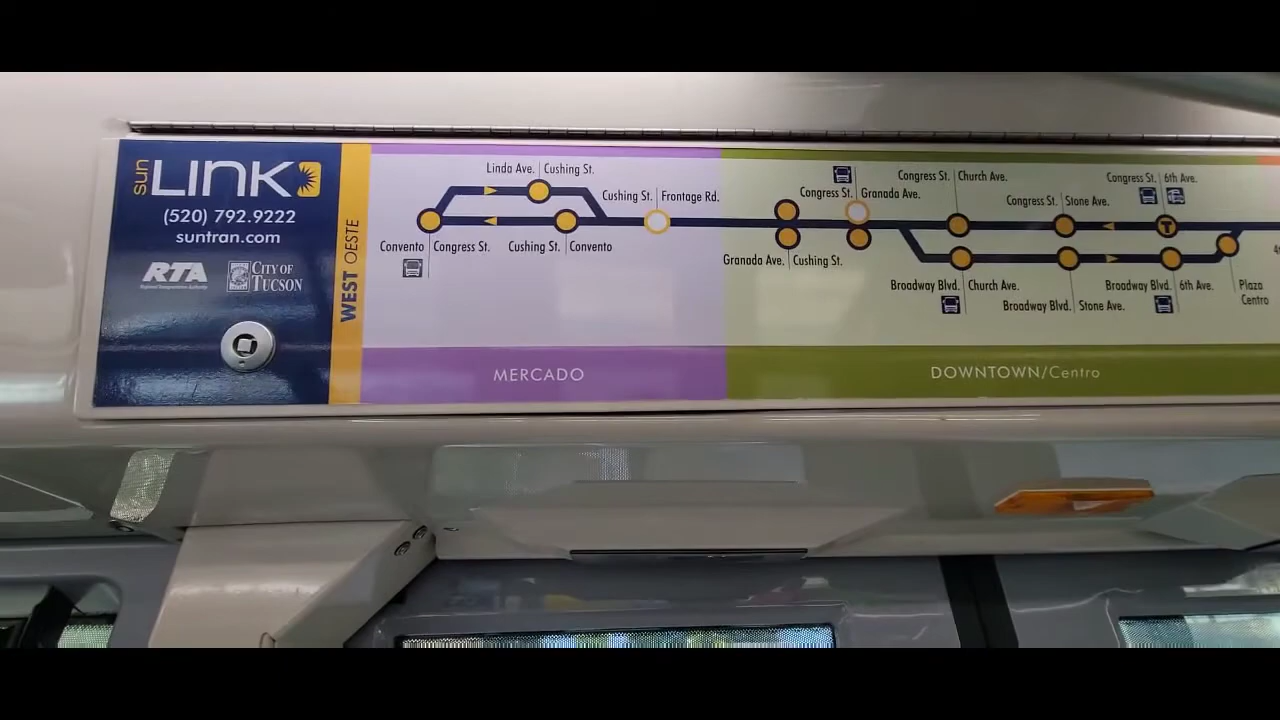 sun LINK
(520) 792.9222
suntran.com
RTA
Regional Transportation Authority
CITY OF
TUCSON
WEST OESTE
Linda Ave. | Cushing St.
Cushing St. | Frontage Rd.
Convento | Congress St.
Cushing St. | Convento
MERCADO
Congress St. | Granada Ave.
Granada Ave. | Cushing St.
Congress St. | Church Ave.
Congress St. | Stone Ave.
Congress St. | 6th Ave.
T
Broadway Blvd. | Church Ave.
Broadway Blvd. | Stone Ave.
Broadway Blvd. | 6th Ave.
Plaza
Centro
DOWNTOWN/Centro